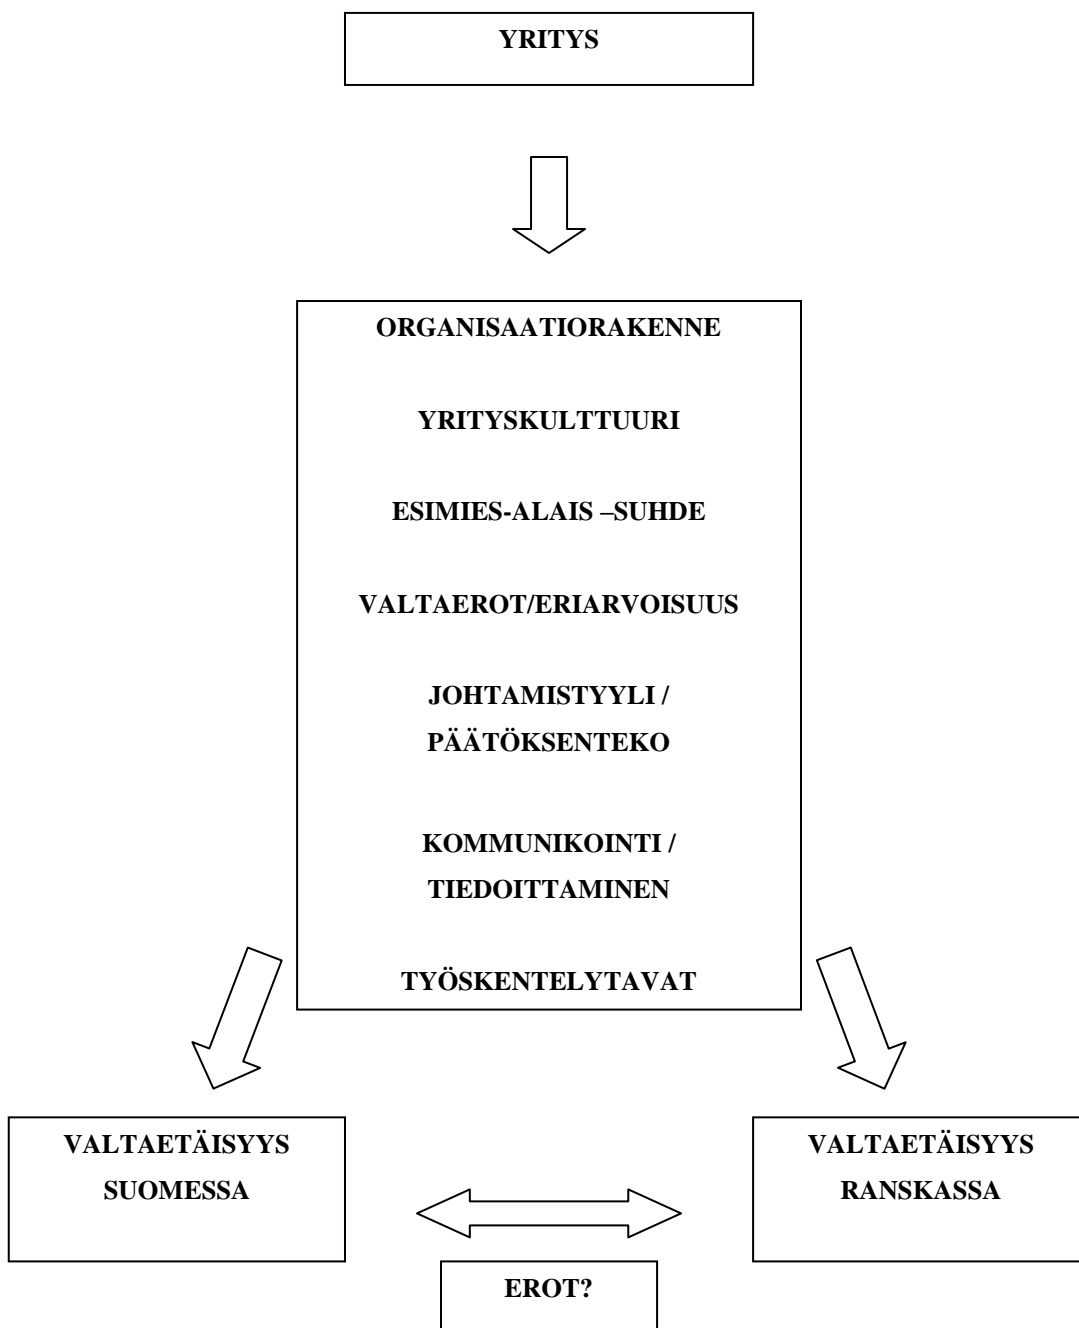 YRITYS
ORGANISAATIORAKENNE
YRITYSKULTTUURI
ESIMIES-ALAIS –SUHDE
VALTAEROT/ERIARVOISUUS
JOHTAMISTYYLI /
PÄÄTÖKSENTEKO
KOMMUNIKOINTI /
TIEDOITTAMINEN
TYÖSKENTELYTAVAT
VALTAETÄISYYS
SUOMESSA
VALTAETÄISYYS
RANSKASSA
EROT?